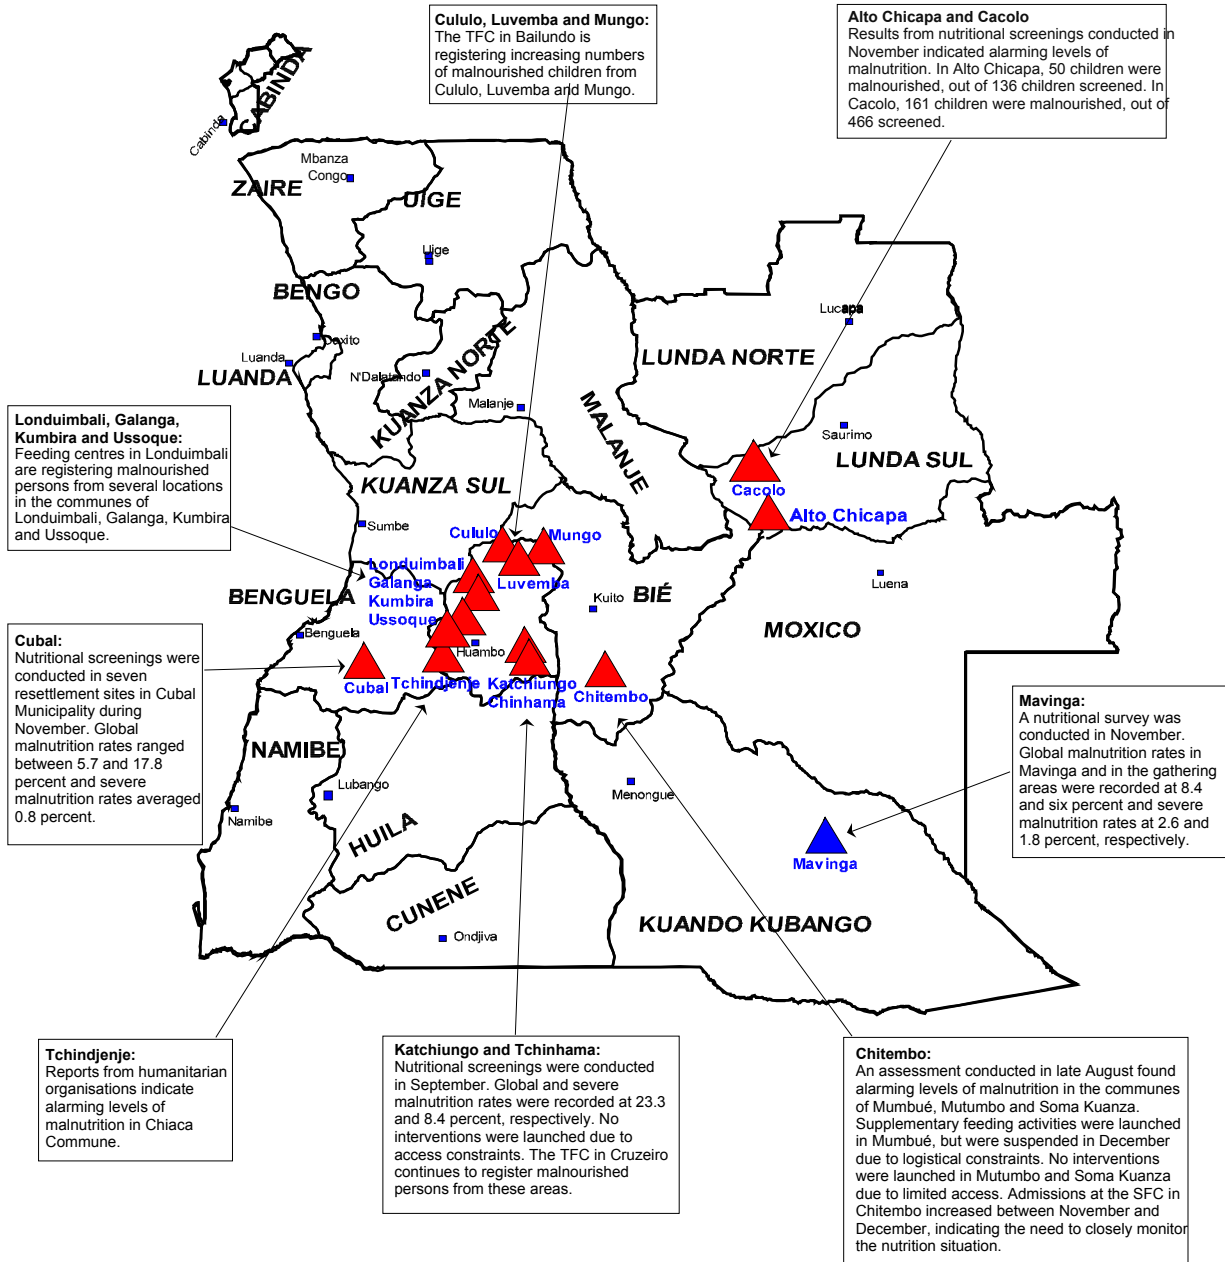 Cululo, Luvemba and Mungo:
The TFC in Bailundo is
registering increasing numbers
of malnourished children from
Cululo, Luvemba and Mungo.
Alto Chicapa and Cacolo
Results from nutritional screenings conducted in
November indicated alarming levels of
malnutrition. In Alto Chicapa, 50 children were
malnourished, out of 136 children screened. In
Cacolo, 161 children were malnourished, out of
466 screened.
CABINDA
Cabinda
Mbanza
Congo
ZAIRE
UIGE
Uige
BENGO
Caxito
Luanda
LUANDA
N'Dalatando
KUANZA NORTE
Malanje
MALANJE
Lucapa
LUNDA NORTE
Saurimo
LUNDA SUL
Cacolo
Alto Chicapa
Londuimbali, Galanga,
Kumbira and Ussoque:
Feeding centres in Londuimbali
are registering malnourished
persons from several locations
in the communes of
Londuimbali, Galanga, Kumbira
and Ussoque.
KUANZA SUL
Sumbe
Cululo
Mungo
Luvemba
Londuimbali
Galanga
Kumbira
Ussoque
BENGUELA
Benguela
Kuito
BIÉ
Luena
MOXICO
Huambo
Cubal
Tchindjenje
Katchiungo
Chinhama
Chitembo
Cubal:
Nutritional screenings were
conducted in seven
resettlement sites in Cubal
Municipality during
November. Global
malnutrition rates ranged
between 5.7 and 17.8
percent and severe
malnutrition rates averaged
0.8 percent.
NAMIBE
Namibe
Lubango
HUILA
Menongue
Mavinga
Mavinga:
A nutritional survey was
conducted in November.
Global malnutrition rates in
Mavinga and in the gathering
areas were recorded at 8.4
and six percent and severe
malnutrition rates at 2.6 and
1.8 percent, respectively.
CUNENE
Ondjiva
KUANDO KUBANGO
Tchindjenje:
Reports from humanitarian
organisations indicate
alarming levels of
malnutrition in Chiaca
Commune.
Katchiungo and Tchinhama:
Nutritional screenings were conducted
in September. Global and severe
malnutrition rates were recorded at 23.3
and 8.4 percent, respectively. No
interventions were launched due to
access constraints. The TFC in Cruzeiro
continues to register malnourished
persons from these areas.
Chitembo:
An assessment conducted in late August found
alarming levels of malnutrition in the communes
of Mumbué, Mutumbo and Soma Kuanza.
Supplementary feeding activities were launched
in Mumbué, but were suspended in December
due to logistical constraints. No interventions
were launched in Mutumbo and Soma Kuanza
due to limited access. Admissions at the SFC in
Chitembo increased between November and
December, indicating the need to closely monitor
the nutrition situation.